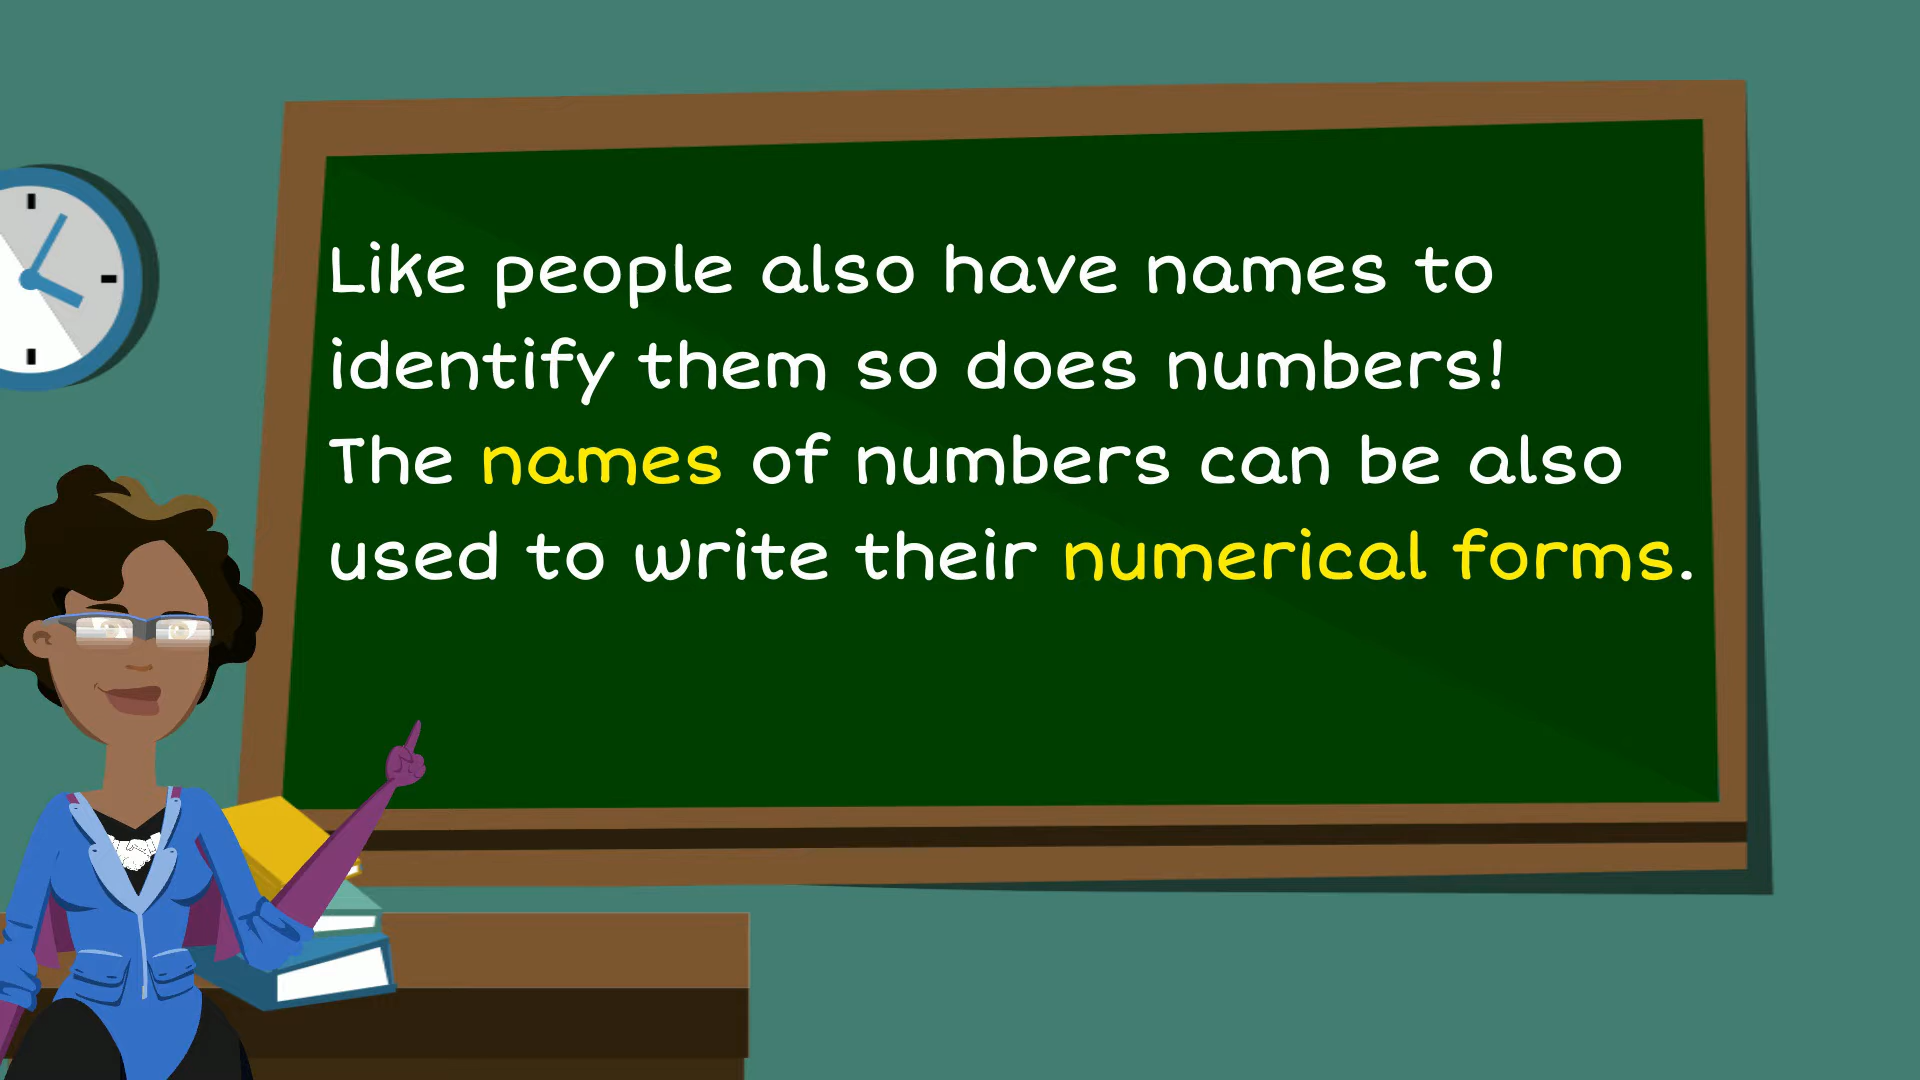 Like people also have names to
identify them so does numbers!
The names of numbers can be also
used to write their numerical forms.